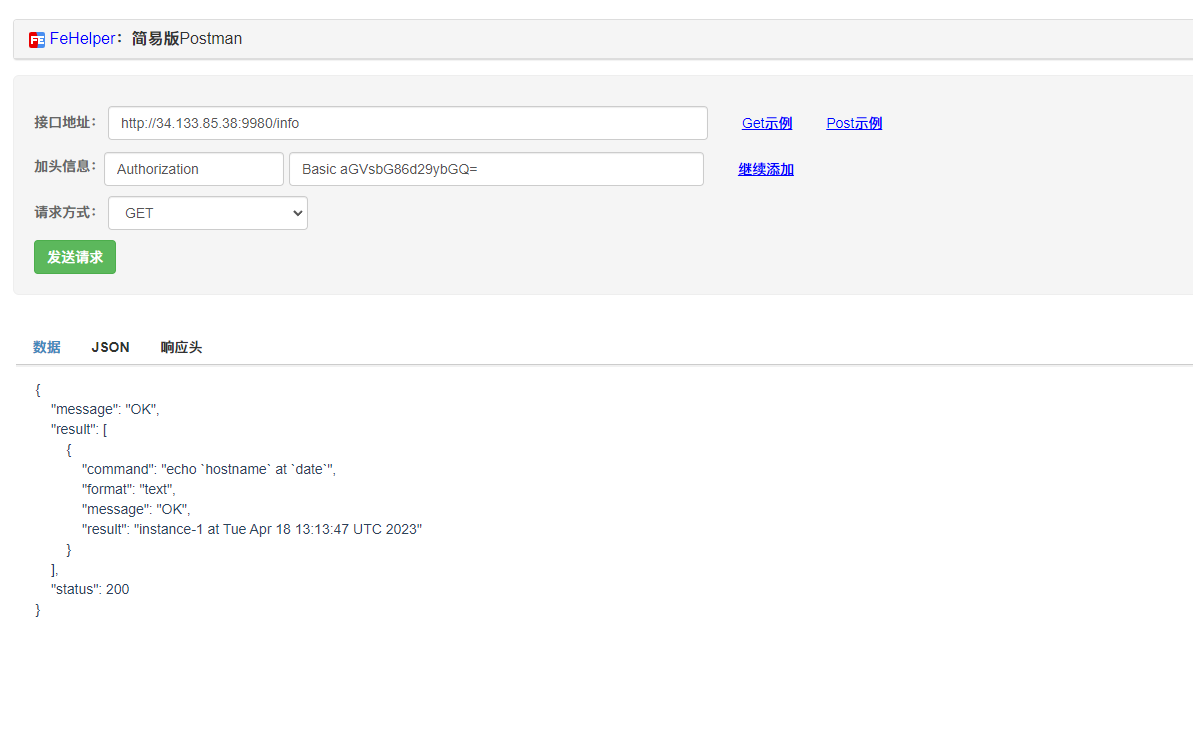 FeHelper：简易版Postman
接口地址： http://34.133.85.38:9980/info Get示例 Post示例
加头信息： Authorization Basic aGVsbG86d29ybGQ= 继续添加
请求方式： GET
发送请求
数据 JSON 响应头
{
"message": "OK",
"result": [
{
"command": "echo `hostname` at `date`",
"format": "text",
"message": "OK",
"result": "instance-1 at Tue Apr 18 13:13:47 UTC 2023"
}
],
"status": 200
}